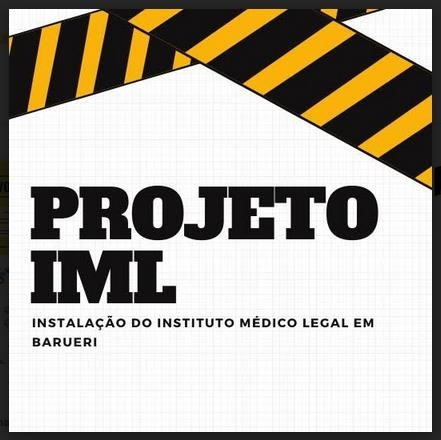 PROJETO
IML
INSTALAÇÃO DO INSTITUTO MÉDICO LEGAL EM
BARUERI